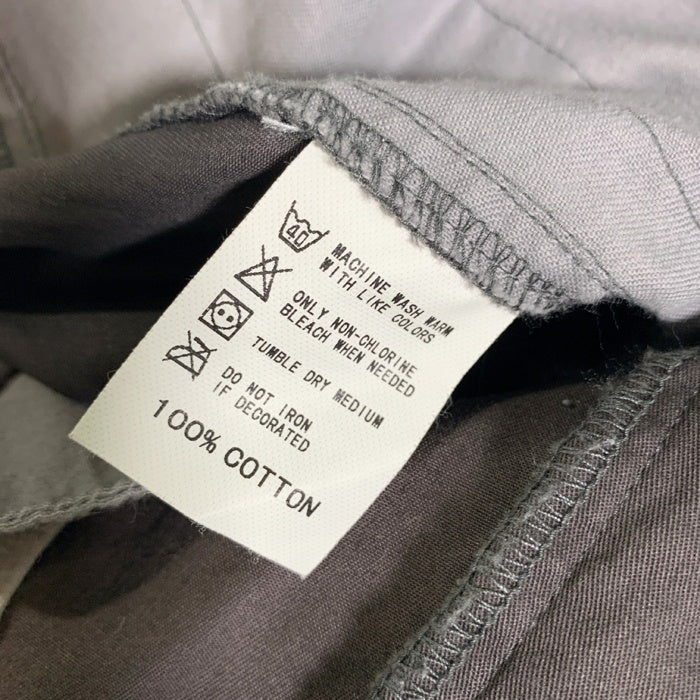 40
MACHINE WASH WARM
WITH LIKE COLORS
ONLY NON-CHLORINE
BLEACH WHEN NEEDED
TUMBLE DRY MEDIUM
DO NOT IRON
IF DECORATED
100% COTTON